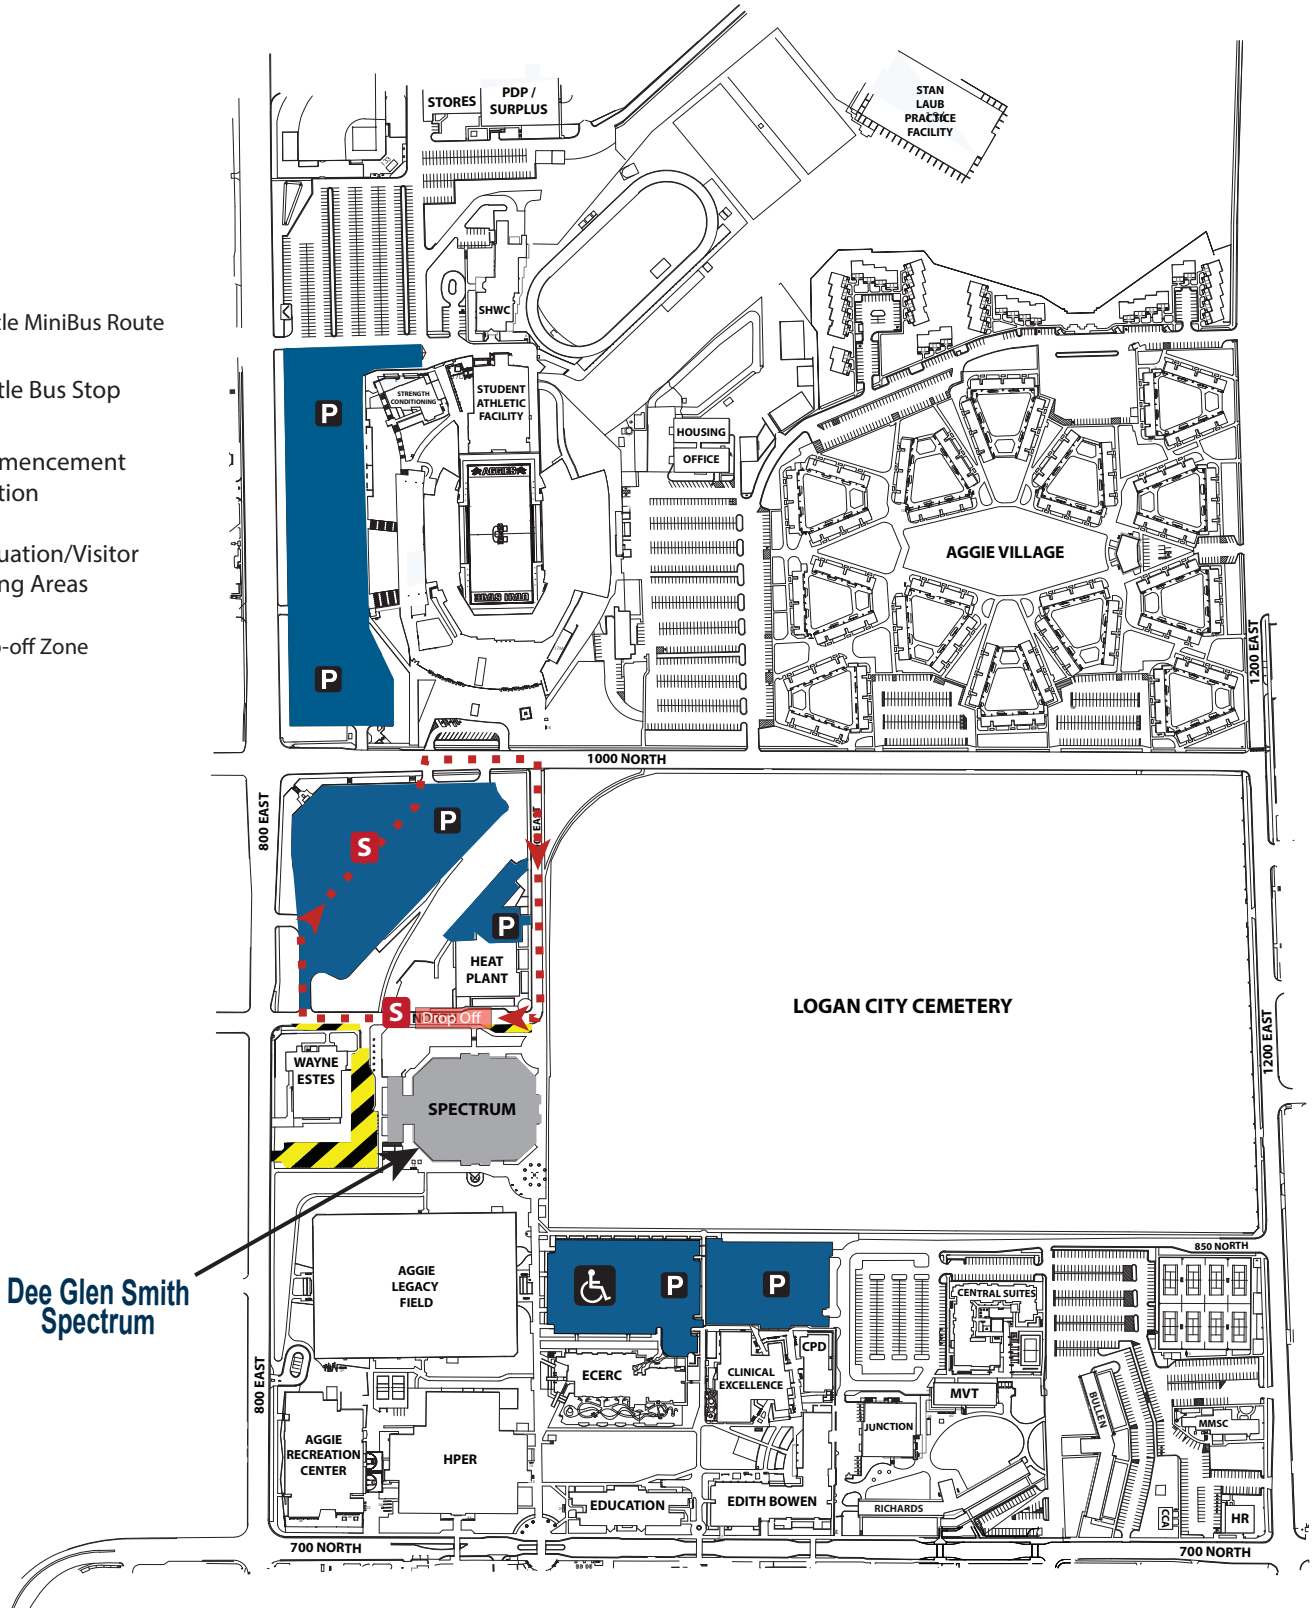 STORES
PDP /
SURPLUS
STAN
LAUB
PRACTICE
FACILITY
SHWC
tle MiniBus Route
tle Bus Stop
mencement
tion
uation/Visitor
ng Areas
-off Zone
P
STRENGTH
CONDITIONING
STUDENT
ATHLETIC
FACILITY
HOUSING
OFFICE
AGGIES
UTAH STATE
AGGIE VILLAGE
P
1200 EAST
1000 NORTH
800 EAST
P
S
EAST
P
HEAT
PLANT
LOGAN CITY CEMETERY
S
N
Drop Off
1200 EAST
WAYNE
ESTES
SPECTRUM
Dee Glen Smith
Spectrum
AGGIE
LEGACY
FIELD
P
P
850 NORTH
CENTRAL SUITES
800 EAST
ECERC
CLINICAL
EXCELLENCE
CPD
MVT
BULLEN
MMSC
JUNCTION
AGGIE
RECREATION
CENTER
HPER
EDUCATION
EDITH BOWEN
RICHARDS
CCA
HR
700 NORTH
700 NORTH